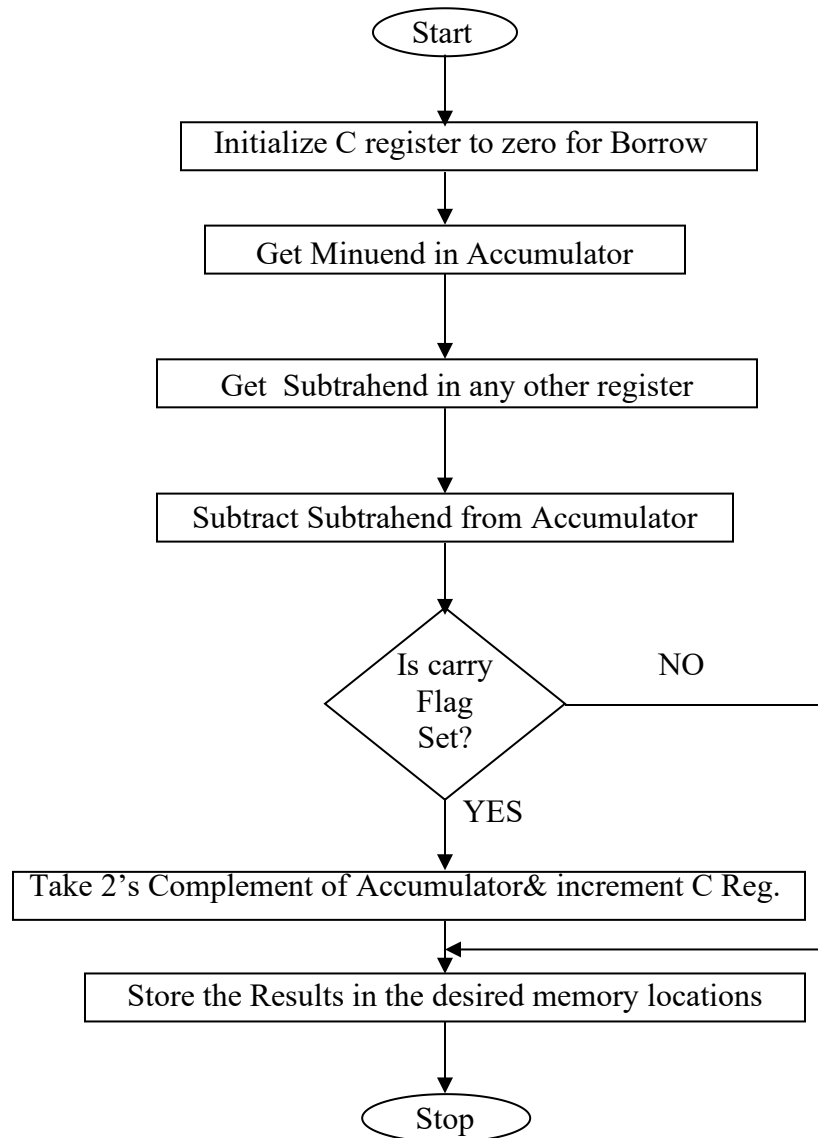 Start
Initialize C register to zero for Borrow
Get Minuend in Accumulator
Get Subtrahend in any other register
Subtract Subtrahend from Accumulator
Is carry
Flag
Set?
NO
YES
Take 2’s Complement of Accumulator& increment C Reg.
Store the Results in the desired memory locations
Stop